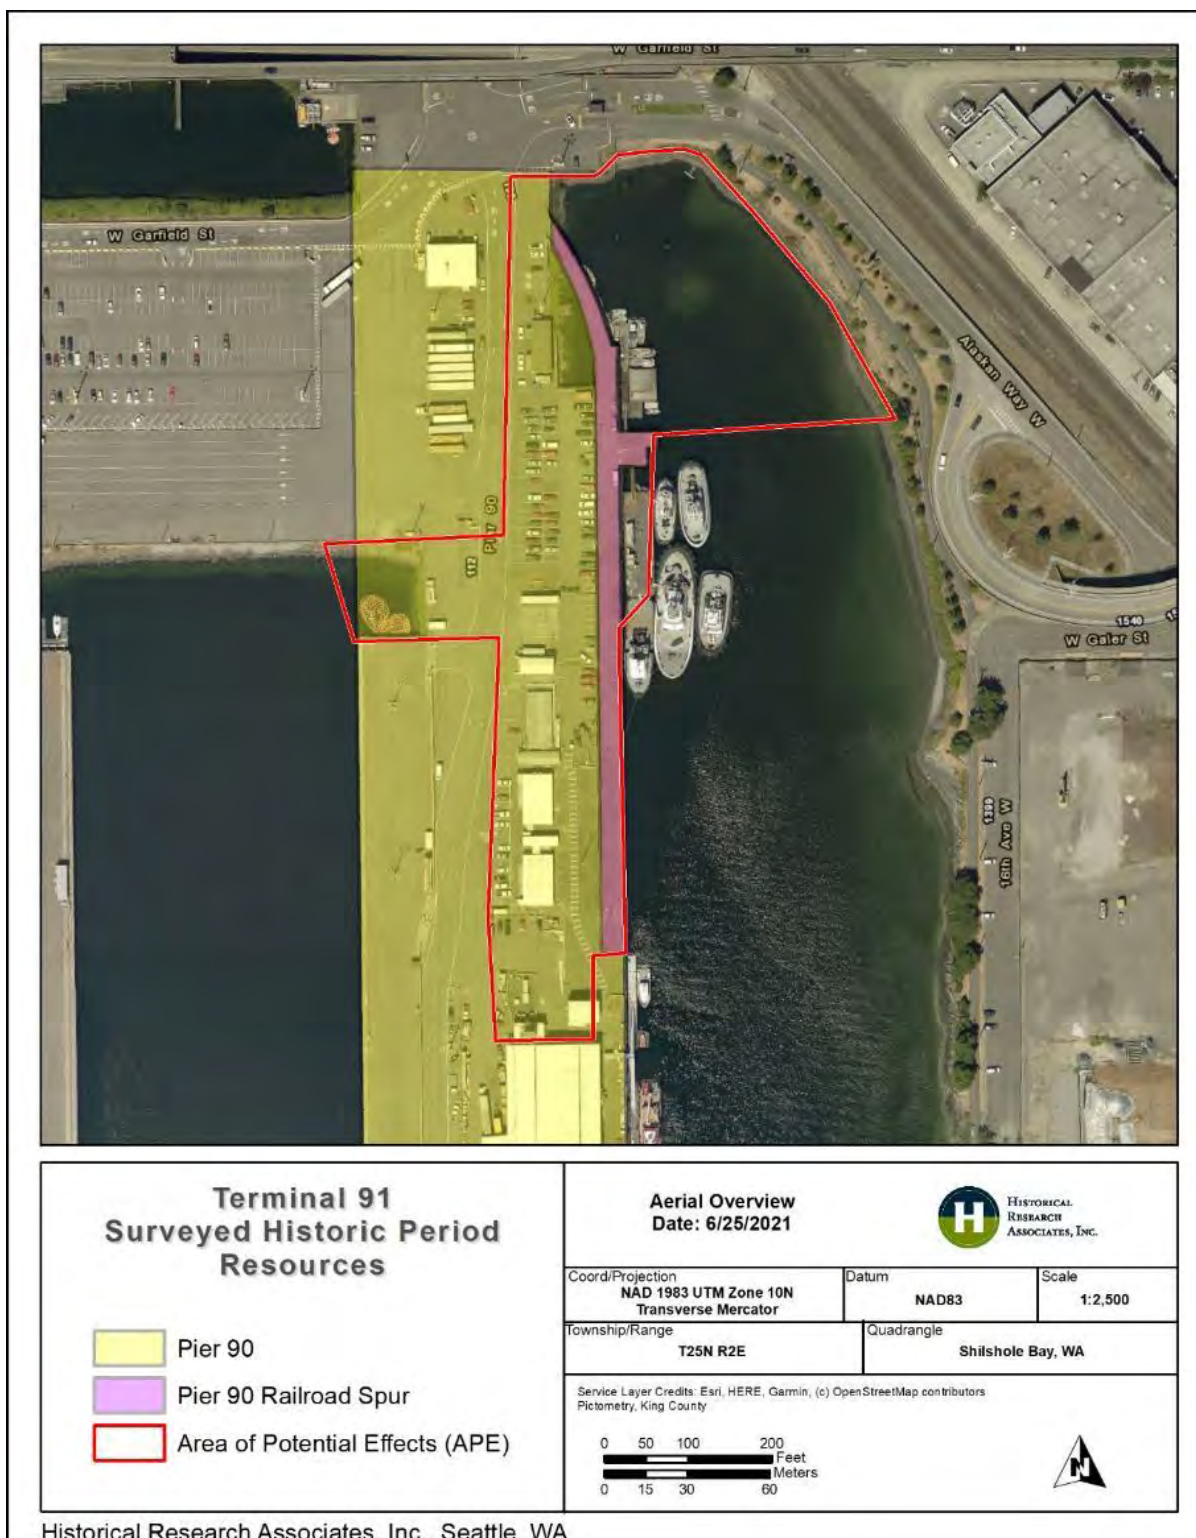 W Garfield St
W Garfield St
Pier 90
112
Alaskan Way W
1540
W Galer St
1399
16th Ave W
Terminal 91
Surveyed Historic Period
Resources
Pier 90
Pier 90 Railroad Spur
Area of Potential Effects (APE)
Aerial Overview
Date: 6/25/2021
H
HISTORICAL
RESEARCH
ASSOCIATES, INC.
Coord/Projection
NAD 1983 UTM Zone 10N
Transverse Mercator
Datum
NAD83
Scale
1:2,500
Township/Range
T25N R2E
Quadrangle
Shilshole Bay, WA
Service Layer Credits: Esri, HERE, Garmin, (c) OpenStreetMap contributors
Pictometry, King County
0 50 100 200
Feet
Meters
0 15 30 60
N
Historical Research Associates, Inc., Seattle, WA